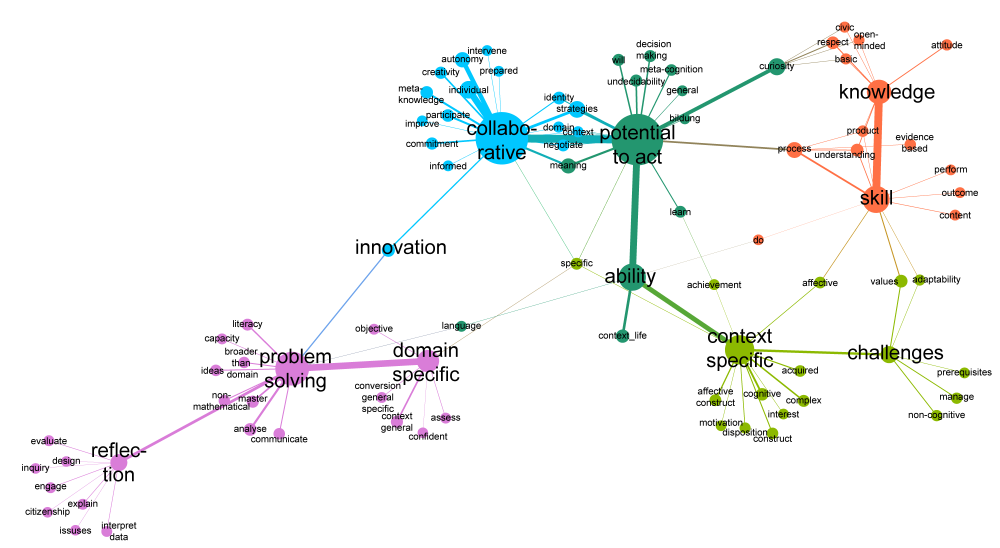 intervene
autonomy
creativity
prepared
meta-
knowledge
individual
participate
improve
commitment
informed
collabo-
rative
identity
strategies
domain
context
negotiate
meaning
decision
making
will
meta-cognition
undecidability
general
bildung
potential
to act
curiosity
civic
open-
minded
respect
basic
attitude
knowledge
product
process
understanding
evidence
based
perform
skill
outcome
content
learn
do
innovation
specific
ability
achievement
affective
values
adaptability
language
context_life
literacy
capacity
broader
than
domain
ideas
problem
solving
non-
mathematical
master
analyse
communicate
objective
domain
specific
conversion
general
specific
context
general
assess
confident
context
specific
acquired
affective
construct
cognitive
complex
interest
motivation
disposition
construct
challenges
prerequisites
manage
non-cognitive
evaluate
reflec-
tion
design
inquiry
engage
explain
citizenship
issuses
interpret
data